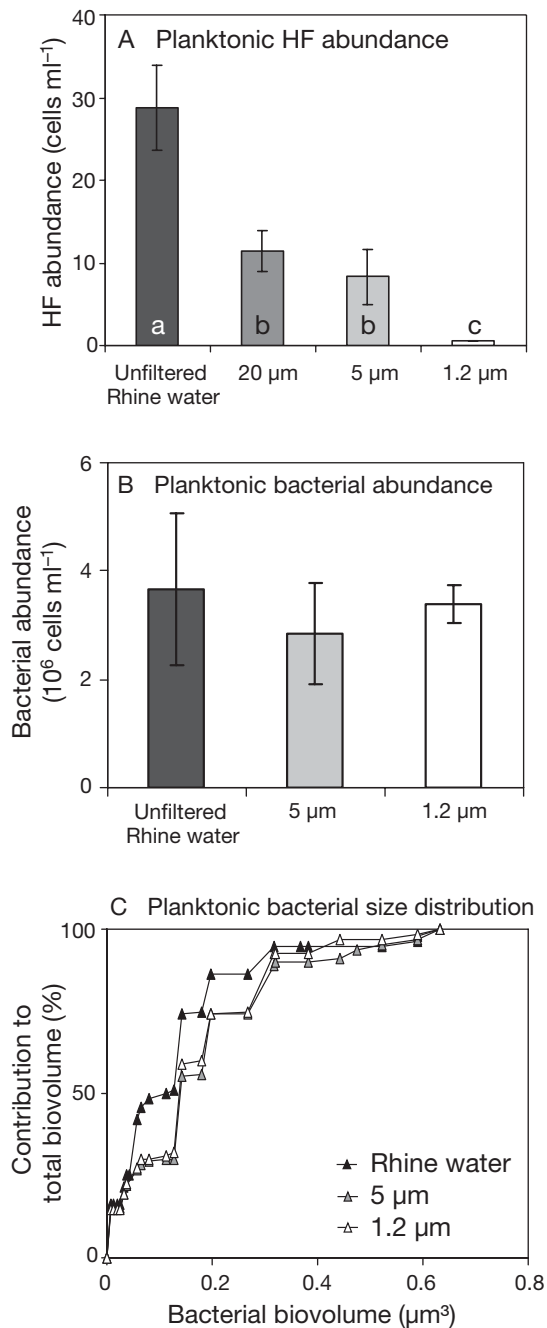 A Planktonic HF abundance
HF abundance (cells ml⁻¹)
40
30
20
10
0
a
b
b
c
Unfiltered
Rhine water
20 µm
5 µm
1.2 µm
B Planktonic bacterial abundance
Bacterial abundance
(10⁶ cells ml⁻¹)
6
4
2
0
Unfiltered
Rhine water
5 µm
1.2 µm
C Planktonic bacterial size distribution
Contribution to
total biovolume (%)
100
50
0
Rhine water
5 µm
1.2 µm
0
0.2
0.4
0.6
0.8
Bacterial biovolume (µm³)